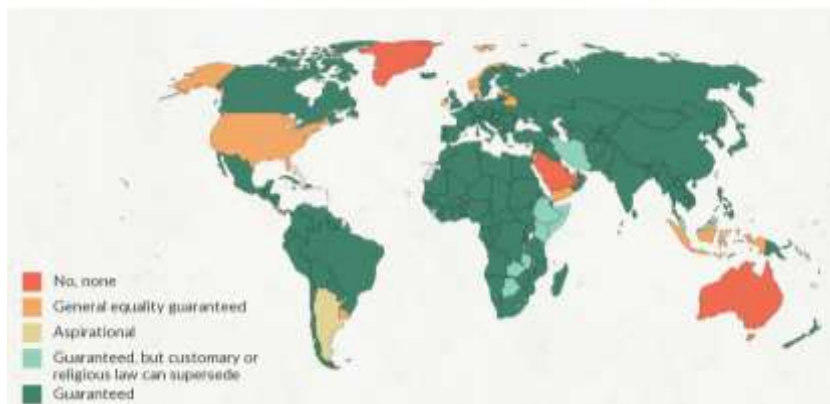 No, none
General equality guaranteed
Aspirational
Guaranteed, but customary or
religious law can supersede
Guaranteed